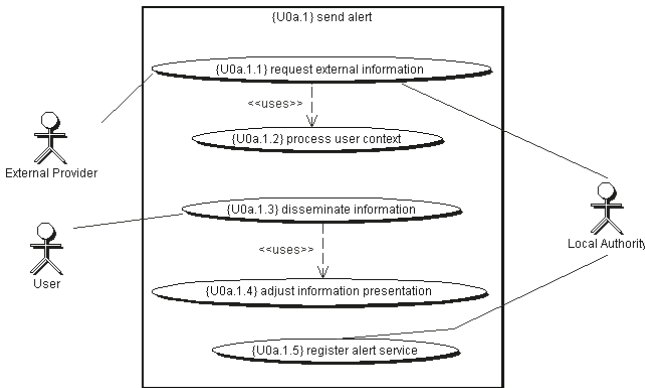 {U0a.1} send alert
{U0a.1.1} request external information
<<uses>>
{U0a.1.2} process user context
External Provider
{U0a.1.3} disseminate information
Local Authority
<<uses>>
User
{U0a.1.4} adjust information presentation
{U0a.1.5} register alert service